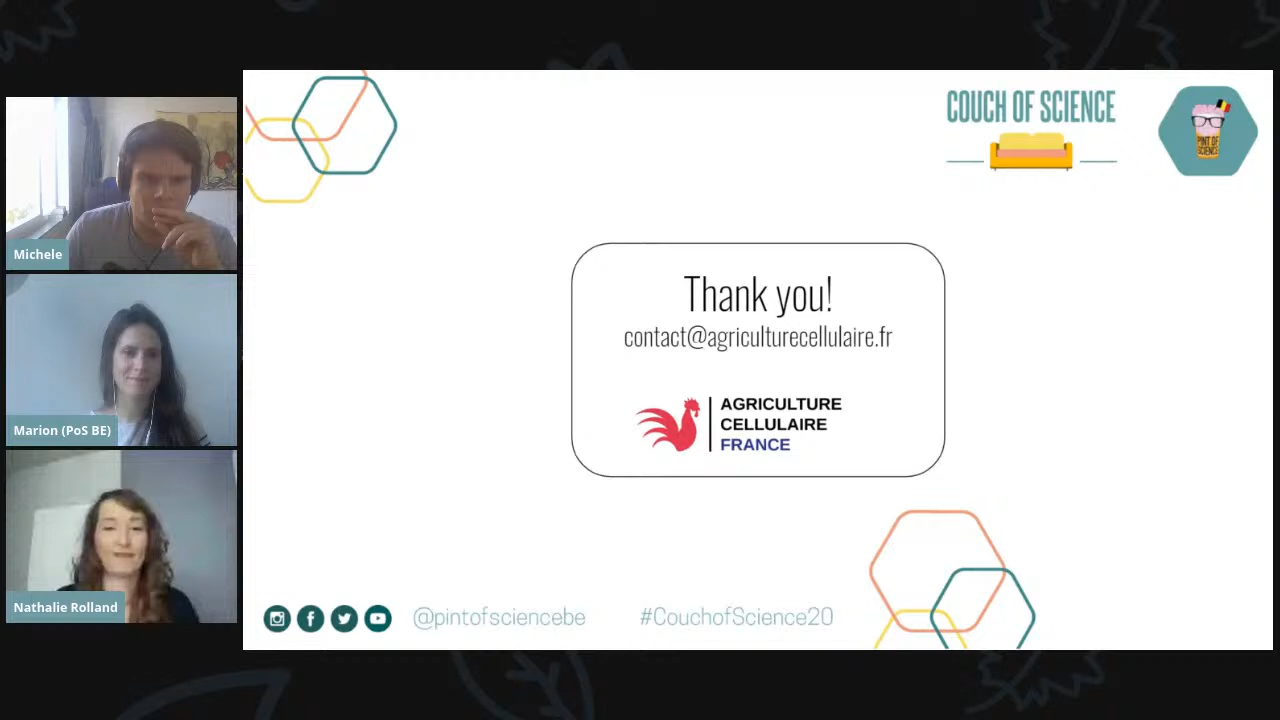 Michele
Marion (PoS BE)
Nathalie Rolland
COUCH OF SCIENCE
PINT OF
SCIENCE
Thank you!
contact@agriculturecellulaire.fr
AGRICULTURE
CELLULAIRE
FRANCE
@pintofsciencebe
#CouchofScience20